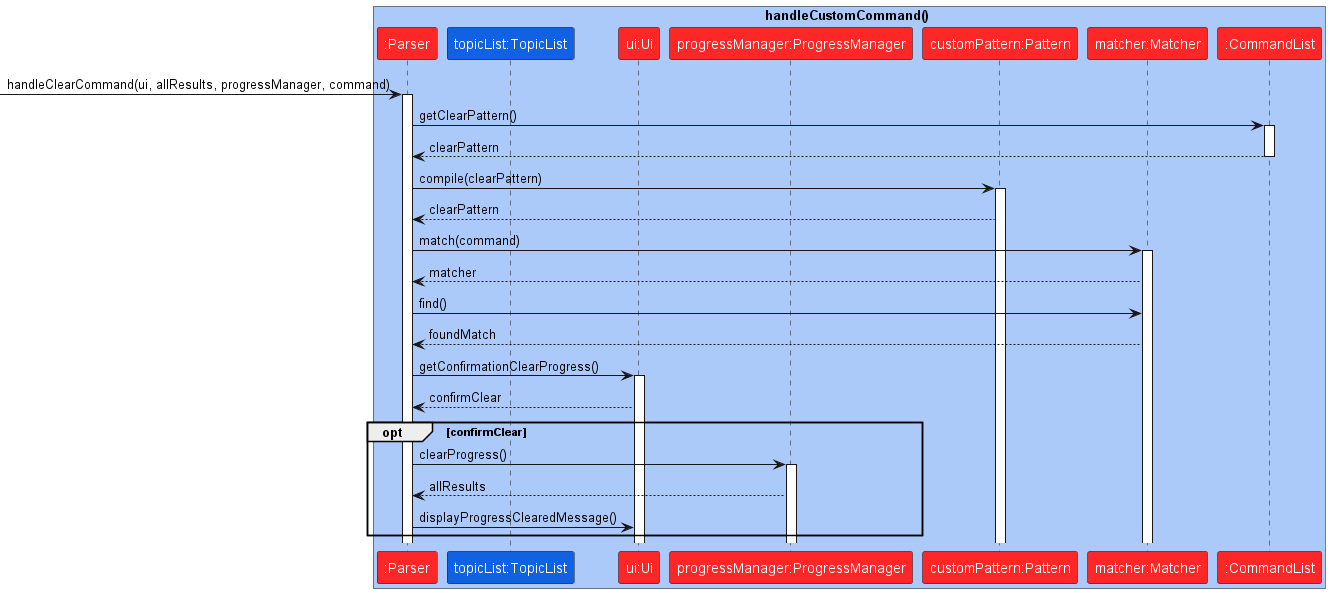 handleCustomCommand()
:Parser
topicList:TopicList
ui:Ui
progressManager:ProgressManager
customPattern:Pattern
matcher:Matcher
:CommandList
handleClearCommand(ui, allResults, progressManager, command)
getClearPattern()
clearPattern
compile(clearPattern)
clearPattern
match(command)
matcher
find()
foundMatch
getConfirmationClearProgress()
confirmClear
opt [confirmClear]
clearProgress()
allResults
displayProgressClearedMessage()
:Parser
topicList:TopicList
ui:Ui
progressManager:ProgressManager
customPattern:Pattern
matcher:Matcher
:CommandList